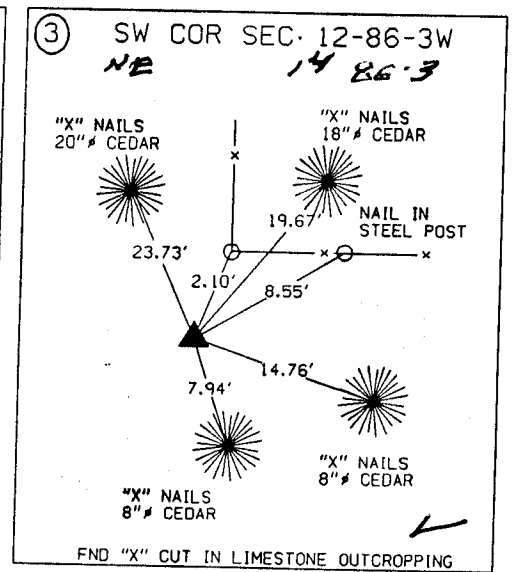 3 SW COR SEC. 12-86-3W
NE 14 86-3
"X" NAILS
20"ø CEDAR
"X" NAILS
18"ø CEDAR
NAIL IN
STEEL POST
19.67'
23.73'
2.10'
8.55'
14.76'
7.94'
"X" NAILS
8"ø CEDAR
"X" NAILS
8"ø CEDAR
FND "X" CUT IN LIMESTONE OUTCROPPING